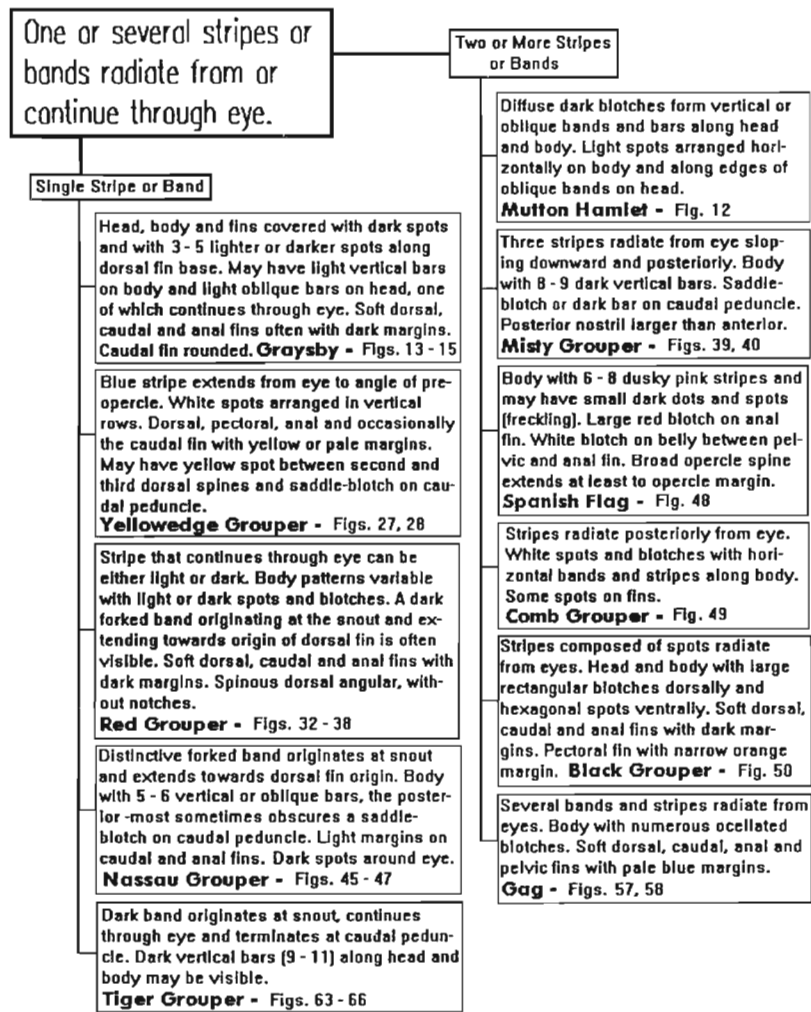 One or several stripes or
bands radiate from or
continue through eye.
Single Stripe or Band
Head, body and fins covered with dark spots
and with 3 - 5 lighter or darker spots along
dorsal fin base. May have light vertical bars
on body and light oblique bars on head, one
of which continues through eye. Soft dorsal,
caudal and anal fins often with dark margins.
Caudal fin rounded. Graysby - Figs. 13 - 15
Blue stripe extends from eye to angle of pre-
opercle. White spots arranged in vertical
rows. Dorsal, pectoral, anal and occasionally
the caudal fin with yellow or pale margins.
May have yellow spot between second and
third dorsal spines and saddle-blotch on cau-
dal peduncle.
Yellowedge Grouper - Figs. 27, 28
Stripe that continues through eye can be
either light or dark. Body patterns variable
with light or dark spots and blotches. A dark
forked band originating at the snout and ex-
tending towards origin of dorsal fin is often
visible. Soft dorsal, caudal and anal fins with
dark margins. Spinous dorsal angular, with-
out notches.
Red Grouper - Figs. 32 - 38
Distinctive forked band originates at snout
and extends towards dorsal fin origin. Body
with 5 - 6 vertical or oblique bars, the poster-
ior -most sometimes obscures a saddle-
blotch on caudal peduncle. Light margins on
caudal and anal fins. Dark spots around eye.
Nassau Grouper - Figs. 45 - 47
Dark band originates at snout, continues
through eye and terminates at caudal pedun-
cle. Dark vertical bars (9 - 11) along head and
body may be visible.
Tiger Grouper - Figs. 63 - 66
Two or More Stripes
or Bands
Diffuse dark blotches form vertical or
oblique bands and bars along head
and body. Light spots arranged hori-
zontally on body and along edges of
oblique bands on head.
Mutton Hamlet - Fig. 12
Three stripes radiate from eye slop-
ing downward and posteriorly. Body
with 8 - 9 dark vertical bars. Saddle-
blotch or dark bar on caudal peduncle.
Posterior nostril larger than anterior.
Misty Grouper - Figs. 39, 40
Body with 6 - 8 dusky pink stripes and
may have small dark dots and spots
(freckling). Large red blotch on anal
fin. White blotch on belly between pel-
vic and anal fin. Broad opercle spine
extends at least to opercle margin.
Spanish Flag - Fig. 48
Stripes radiate posteriorly from eye.
White spots and blotches with hori-
zontal bands and stripes along body.
Some spots on fins.
Comb Grouper - Fig. 49
Stripes composed of spots radiate
from eyes. Head and body with large
rectangular blotches dorsally and
hexagonal spots ventrally. Soft dorsal,
caudal and anal fins with dark mar-
gins. Pectoral fin with narrow orange
margin. Black Grouper - Fig. 50
Several bands and stripes radiate from
eyes. Body with numerous ocellated
blotches. Soft dorsal, caudal, anal and
pelvic fins with pale blue margins.
Gag - Figs. 57, 58